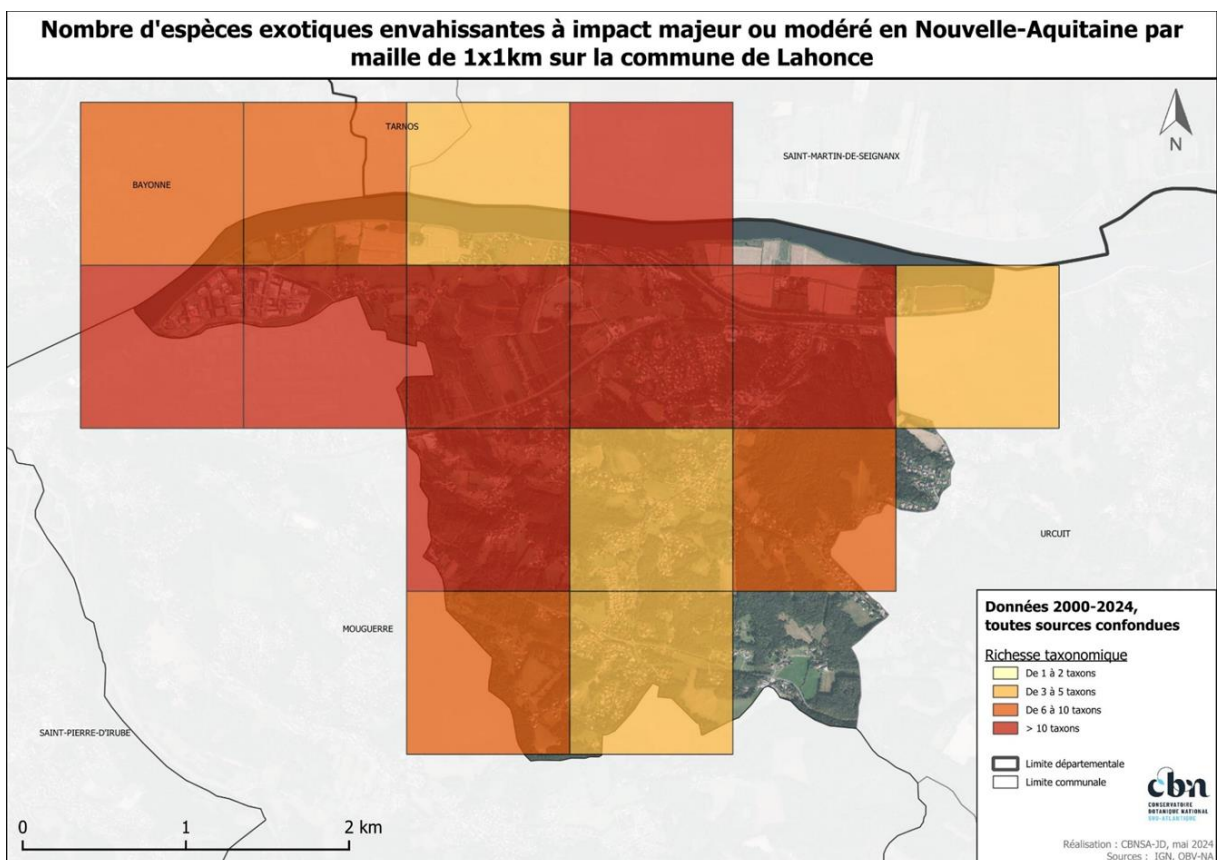 Nombre d'espèces exotiques envahissantes à impact majeur ou modéré en Nouvelle-Aquitaine par
maille de 1x1km sur la commune de Lahonce
TARNOS
N
SAINT-MARTIN-DE-SEIGNANX
BAYONNE
URCUIT
MOUGUERRE
SAINT-PIERRE-D'IRUBE
Données 2000-2024,
toutes sources confondues
Richesse taxonomique
De 1 à 2 taxons
De 3 à 5 taxons
De 6 à 10 taxons
> 10 taxons
Limite départementale
Limite communale
cbn
CONSERVATOIRE
BOTANIQUE NATIONAL
SUD-ATLANTIQUE
0 1 2 km
Réalisation : CBNSA-JD, mai 2024
Sources : IGN, OBV-NA